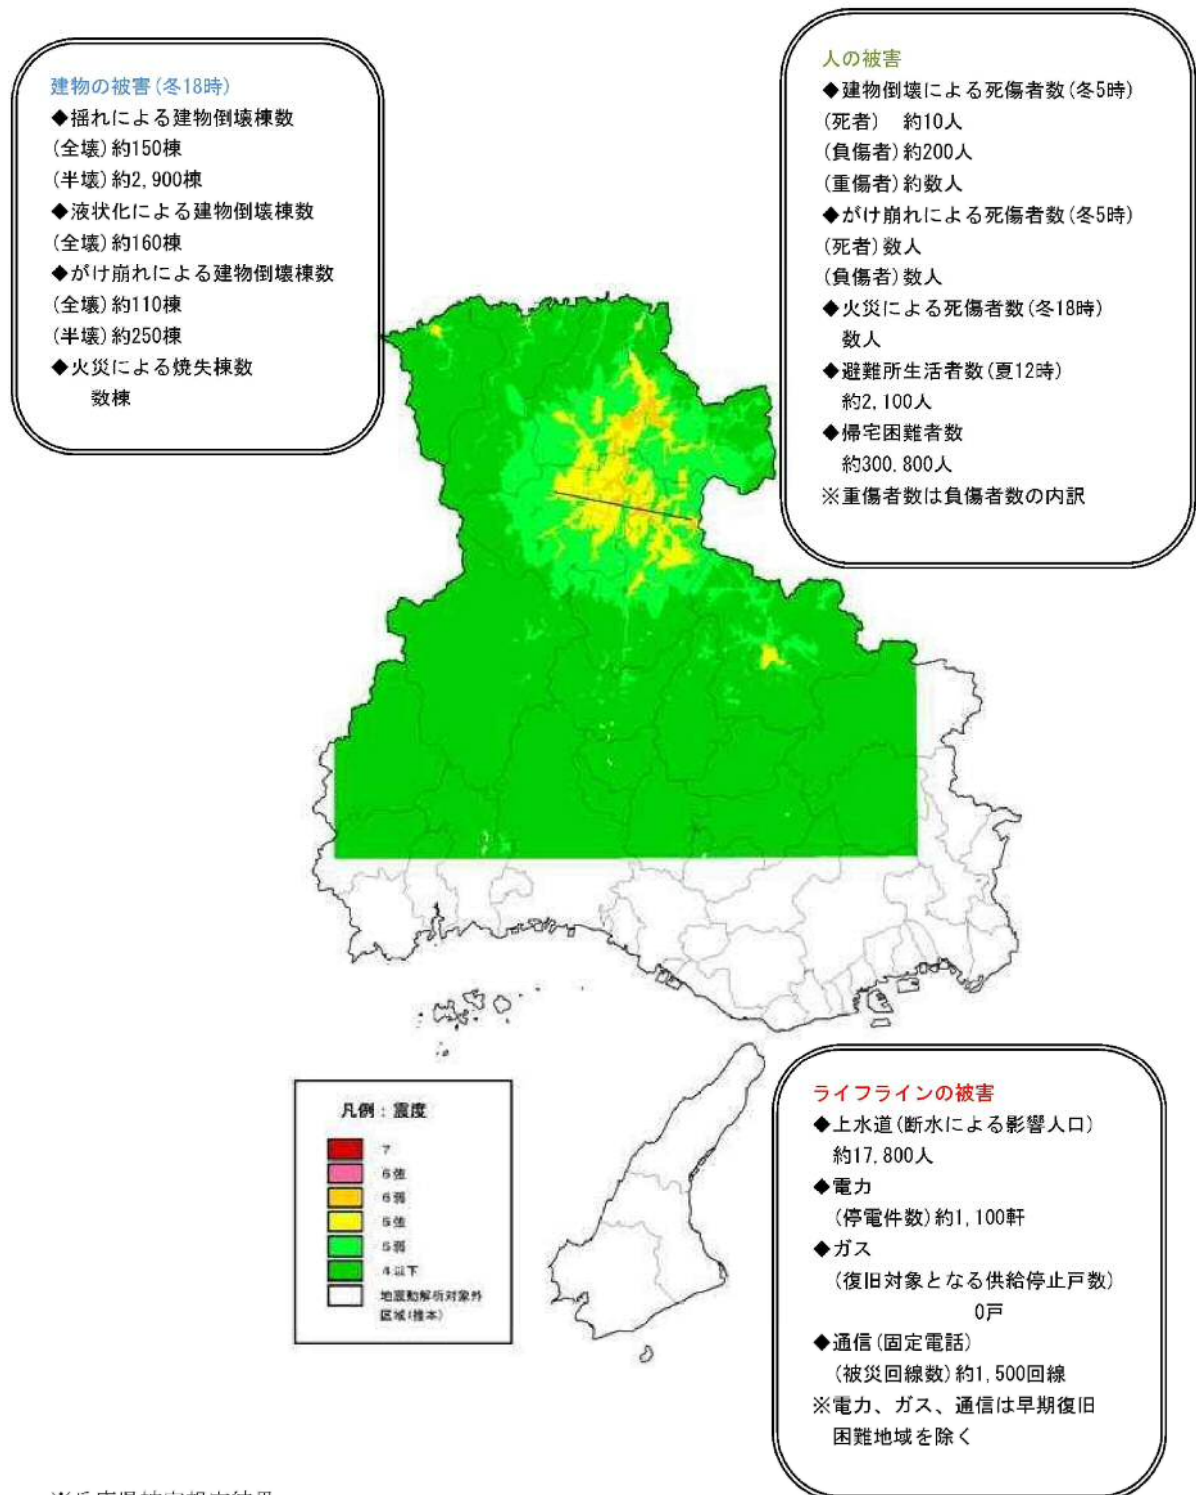 建物の被害(冬18時)
◆揺れによる建物倒壊棟数
(全壊)約150棟
(半壊)約2,900棟
◆液状化による建物倒壊棟数
(全壊)約160棟
◆がけ崩れによる建物倒壊棟数
(全壊)約110棟
(半壊)約250棟
◆火災による焼失棟数
数棟
人の被害
◆建物倒壊による死傷者数(冬5時)
(死者) 約10人
(負傷者)約200人
(重傷者)約数人
◆がけ崩れによる死傷者数(冬5時)
(死者)数人
(負傷者)数人
◆火災による死傷者数(冬18時)
数人
◆避難所生活者数(夏12時)
約2,100人
◆帰宅困難者数
約300,800人
※重傷者数は負傷者数の内訳
凡例:震度
7
6強
6弱
5強
5弱
4以下
地震動解析対象外
区域(推本)
ライフラインの被害
◆上水道(断水による影響人口)
約17,800人
◆電力
(停電件数)約1,100軒
◆ガス
(復旧対象となる供給停止戸数)
0戸
◆通信(固定電話)
(被災回線数)約1,500回線
※電力、ガス、通信は早期復旧
困難地域を除く